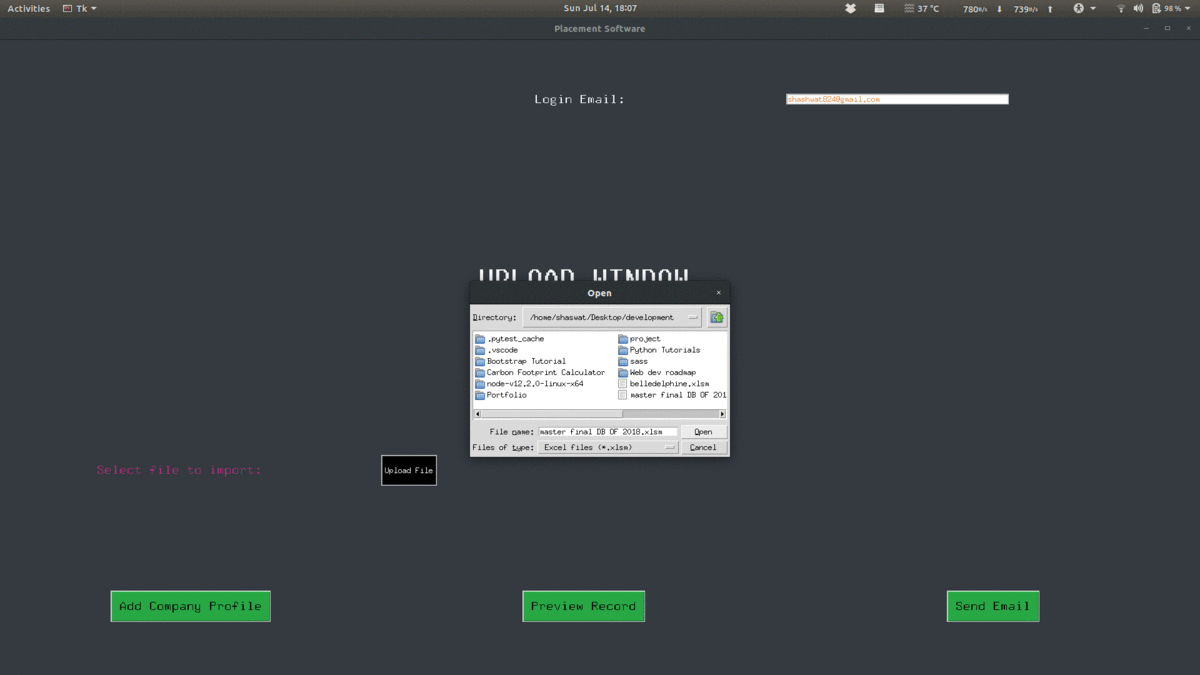 Activities Tk Sun Jul 14, 18:07 37 °C 780B/s 739B/s 98 %
Placement Software
Login Email: shashwat824@gmail.com
UPLOAD WINDOW
Open
Directory: /home/shaswat/Desktop/development
.pytest_cache project
.vscode Python Tutorials
Bootstrap Tutorial sass
Carbon Footprint Calculator Web dev roadmap
node-v12.2.0-linux-x64 belledelphine.xlsm
Portfolio master final DB OF 201
File name: master final DB OF 2018.xlsm Open
Files of type: Excel files (*.xlsm) Cancel
Select file to import: Upload File
Add Company Profile Preview Record Send Email